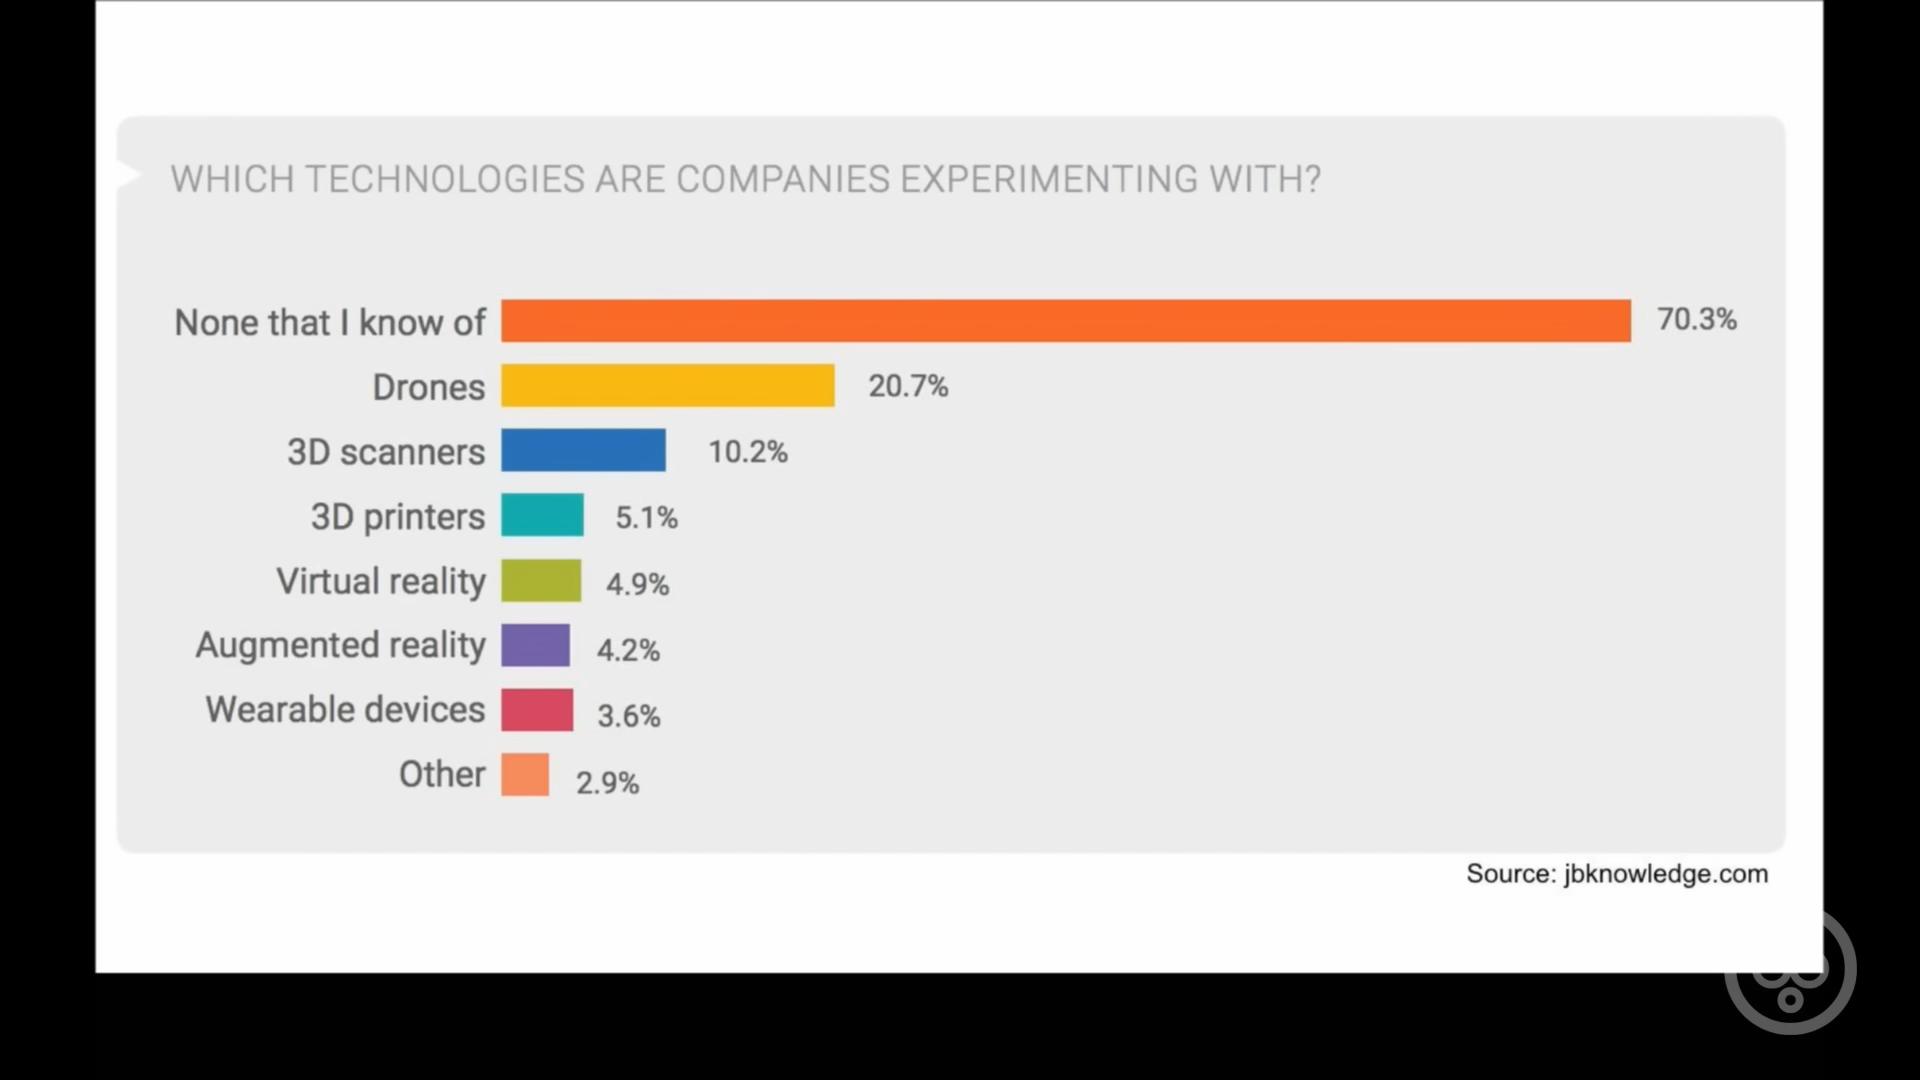 WHICH TECHNOLOGIES ARE COMPANIES EXPERIMENTING WITH?
None that I know of 70.3%
Drones 20.7%
3D scanners 10.2%
3D printers 5.1%
Virtual reality 4.9%
Augmented reality 4.2%
Wearable devices 3.6%
Other 2.9%
Source: jbknowledge.com